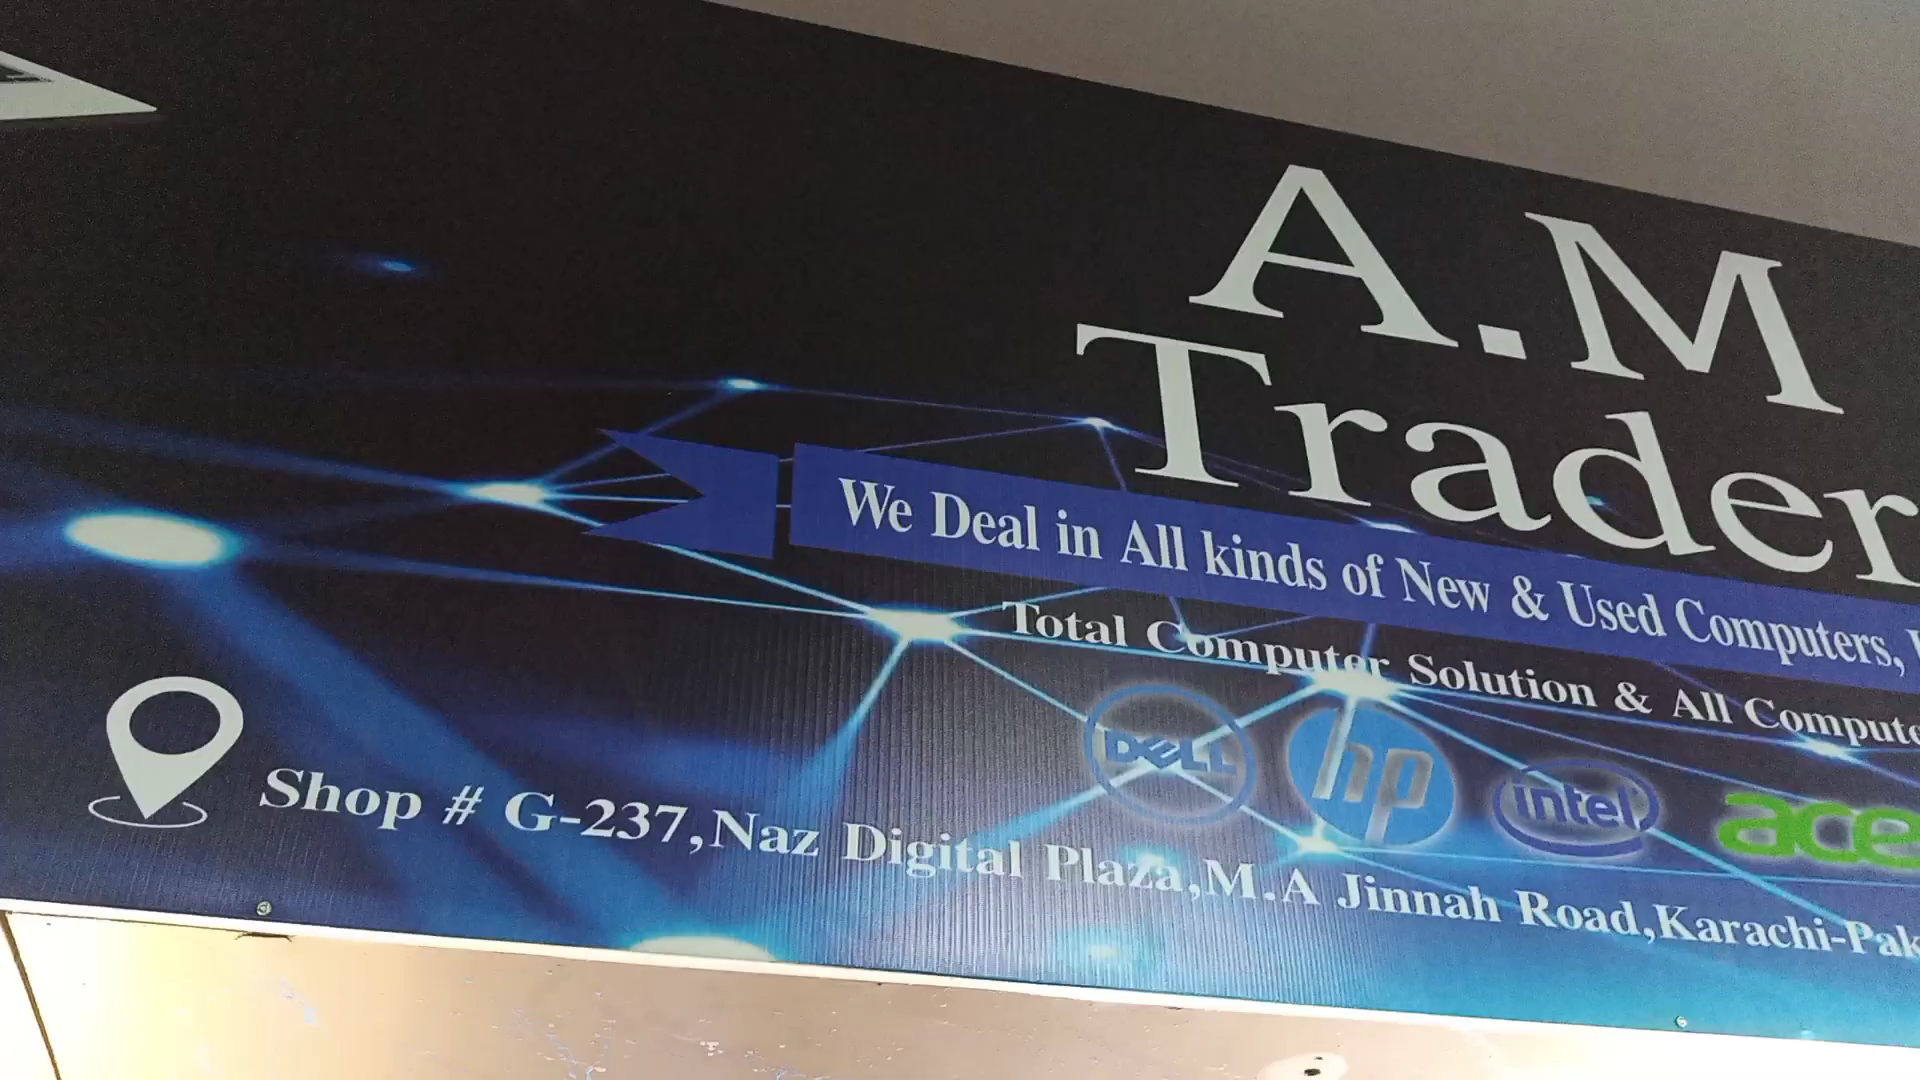 A.M
Trader
We Deal in All kinds of New & Used Computers,
Total Computer Solution & All Compute
DELL hp intel ace
Shop # G-237,Naz Digital Plaza,M.A Jinnah Road,Karachi-Pak